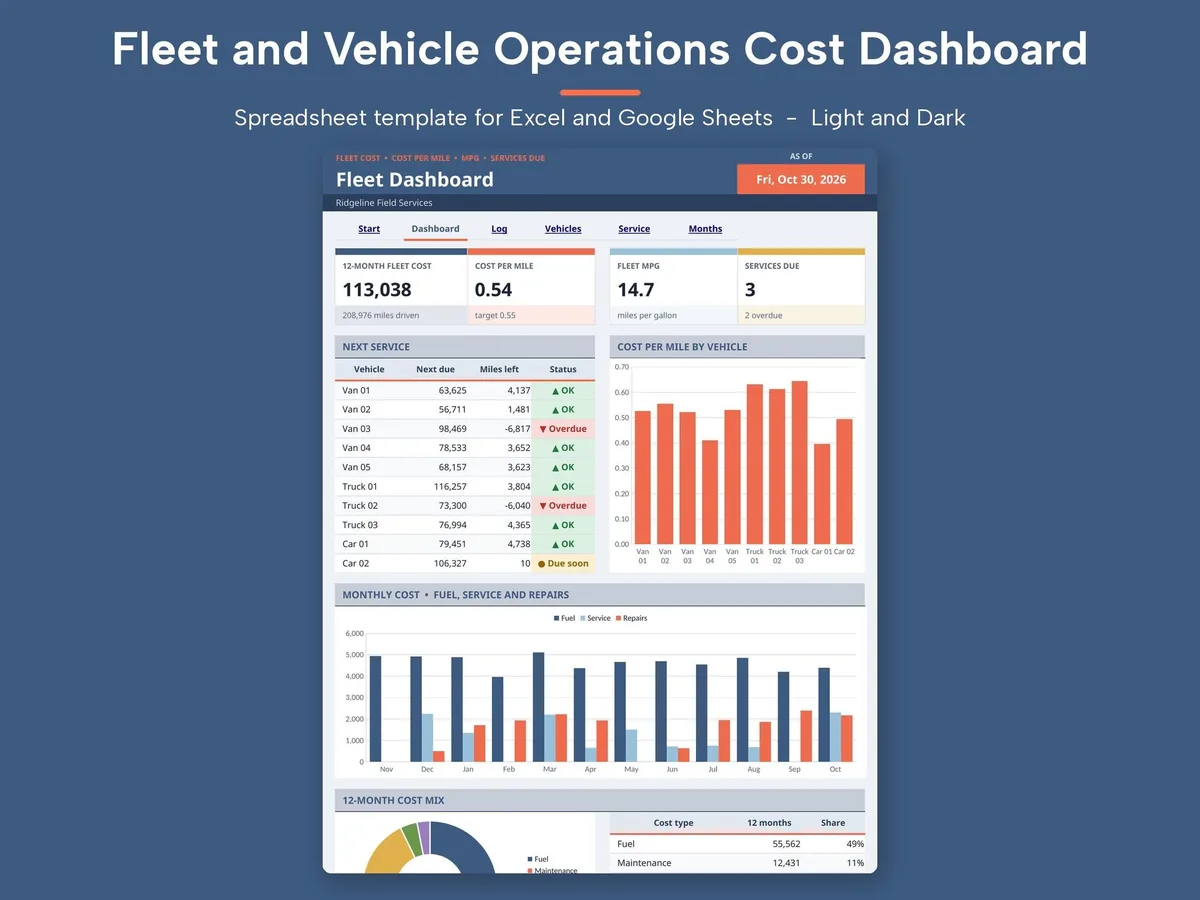 Fleet and Vehicle Operations Cost Dashboard
Spreadsheet template for Excel and Google Sheets - Light and Dark
FLEET COST • COST PER MILE • MPG • SERVICES DUE
AS OF
Fleet Dashboard
Fri, Oct 30, 2026
Ridgeline Field Services
Start Dashboard Log Vehicles Service Months
12-MONTH FLEET COST
113,038
208,976 miles driven
COST PER MILE
0.54
target 0.55
FLEET MPG
14.7
miles per gallon
SERVICES DUE
3
2 overdue
NEXT SERVICE
Vehicle Next due Miles left Status
Van 01 63,625 4,137 ▲ OK
Van 02 56,711 1,481 ▲ OK
Van 03 98,469 -6,817 ▼ Overdue
Van 04 78,533 3,652 ▲ OK
Van 05 68,157 3,623 ▲ OK
Truck 01 116,257 3,804 ▲ OK
Truck 02 73,300 -6,040 ▼ Overdue
Truck 03 76,994 4,365 ▲ OK
Car 01 79,451 4,738 ▲ OK
Car 02 106,327 10 ● Due soon
COST PER MILE BY VEHICLE
0.70
0.60
0.50
0.40
0.30
0.20
0.10
0.00
Van 01 Van 02 Van 03 Van 04 Van 05 Truck 01 Truck 02 Truck 03 Car 01 Car 02
MONTHLY COST • FUEL, SERVICE AND REPAIRS
Fuel Service Repairs
6,000
5,000
4,000
3,000
2,000
1,000
0
Nov Dec Jan Feb Mar Apr May Jun Jul Aug Sep Oct
12-MONTH COST MIX
Fuel
Maintenance
Cost type 12 months Share
Fuel 55,562 49%
Maintenance 12,431 11%